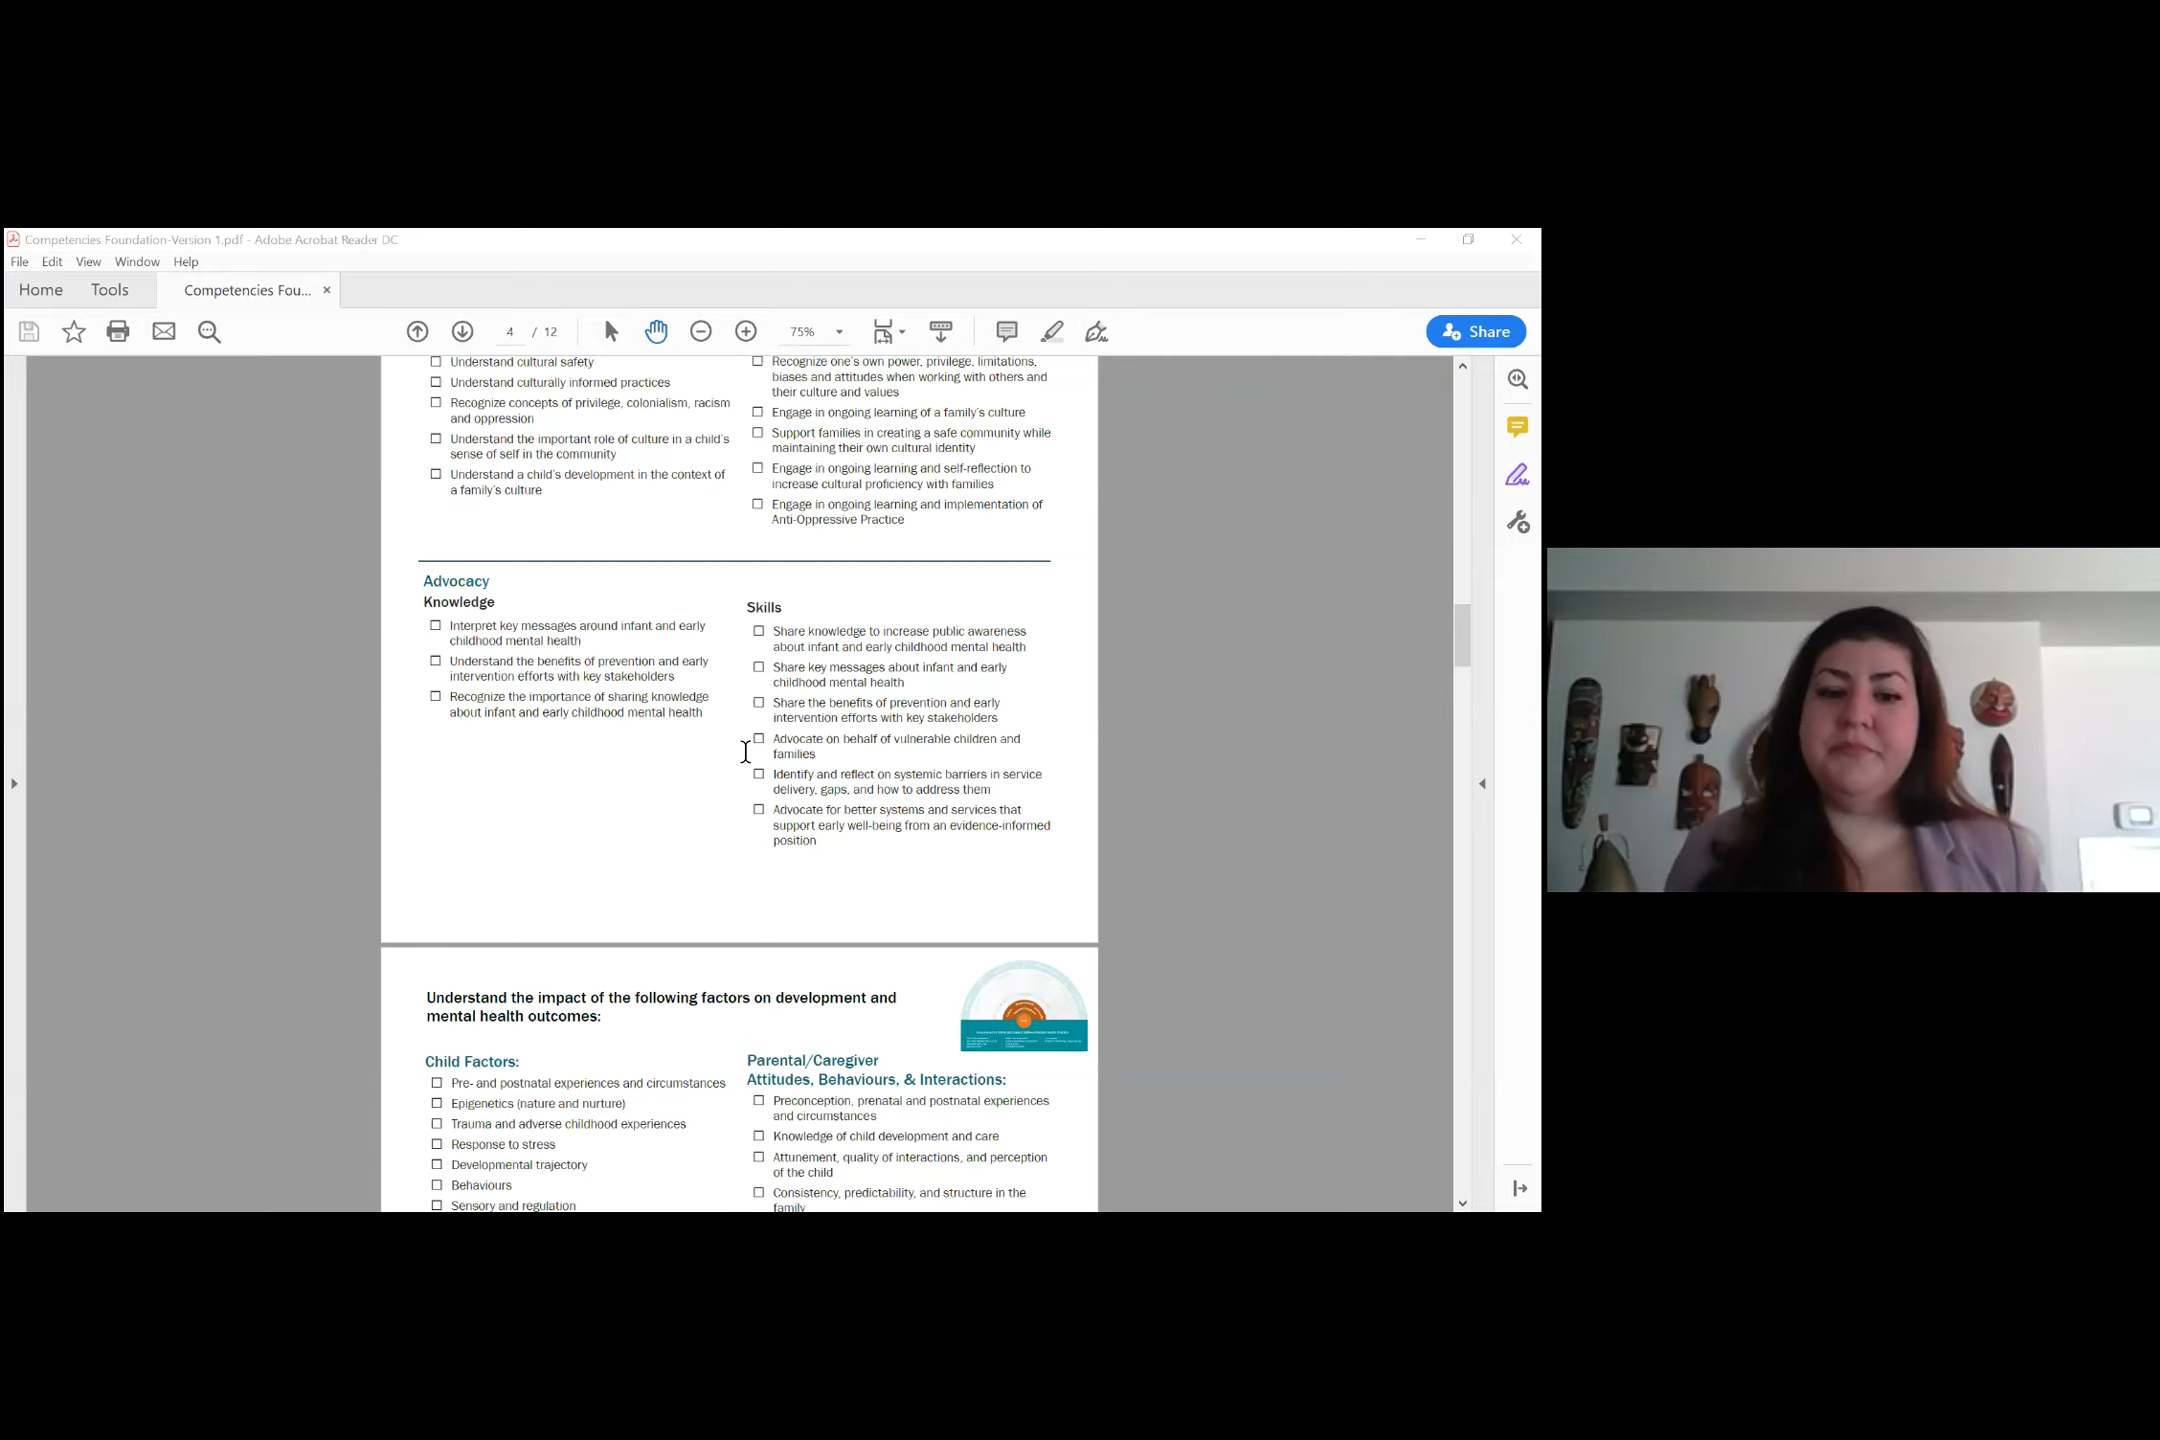 Competencies Foundation-Version 1.pdf - Adobe Acrobat Reader DC
File Edit View Window Help
Home Tools Competencies Fou... ×
4 / 12 75% Share
Understand cultural safety
Understand culturally informed practices
Recognize concepts of privilege, colonialism, racism
and oppression
Understand the important role of culture in a child's
sense of self in the community
Understand a child's development in the context of
a family's culture
Recognize one's own power, privilege, limitations,
biases and attitudes when working with others and
their culture and values
Engage in ongoing learning of a family's culture
Support families in creating a safe community while
maintaining their own cultural identity
Engage in ongoing learning and self-reflection to
increase cultural proficiency with families
Engage in ongoing learning and implementation of
Anti-Oppressive Practice
Advocacy
Knowledge
Interpret key messages around infant and early
childhood mental health
Understand the benefits of prevention and early
intervention efforts with key stakeholders
Recognize the importance of sharing knowledge
about infant and early childhood mental health
Skills
Share knowledge to increase public awareness
about infant and early childhood mental health
Share key messages about infant and early
childhood mental health
Share the benefits of prevention and early
intervention efforts with key stakeholders
Advocate on behalf of vulnerable children and
families
Identify and reflect on systemic barriers in service
delivery, gaps, and how to address them
Advocate for better systems and services that
support early well-being from an evidence-informed
position
Understand the impact of the following factors on development and
mental health outcomes:
Child Factors:
Pre- and postnatal experiences and circumstances
Epigenetics (nature and nurture)
Trauma and adverse childhood experiences
Response to stress
Developmental trajectory
Behaviours
Sensory and regulation
Parental/Caregiver
Attitudes, Behaviours, & Interactions:
Preconception, prenatal and postnatal experiences
and circumstances
Knowledge of child development and care
Attunement, quality of interactions, and perception
of the child
Consistency, predictability, and structure in the
family